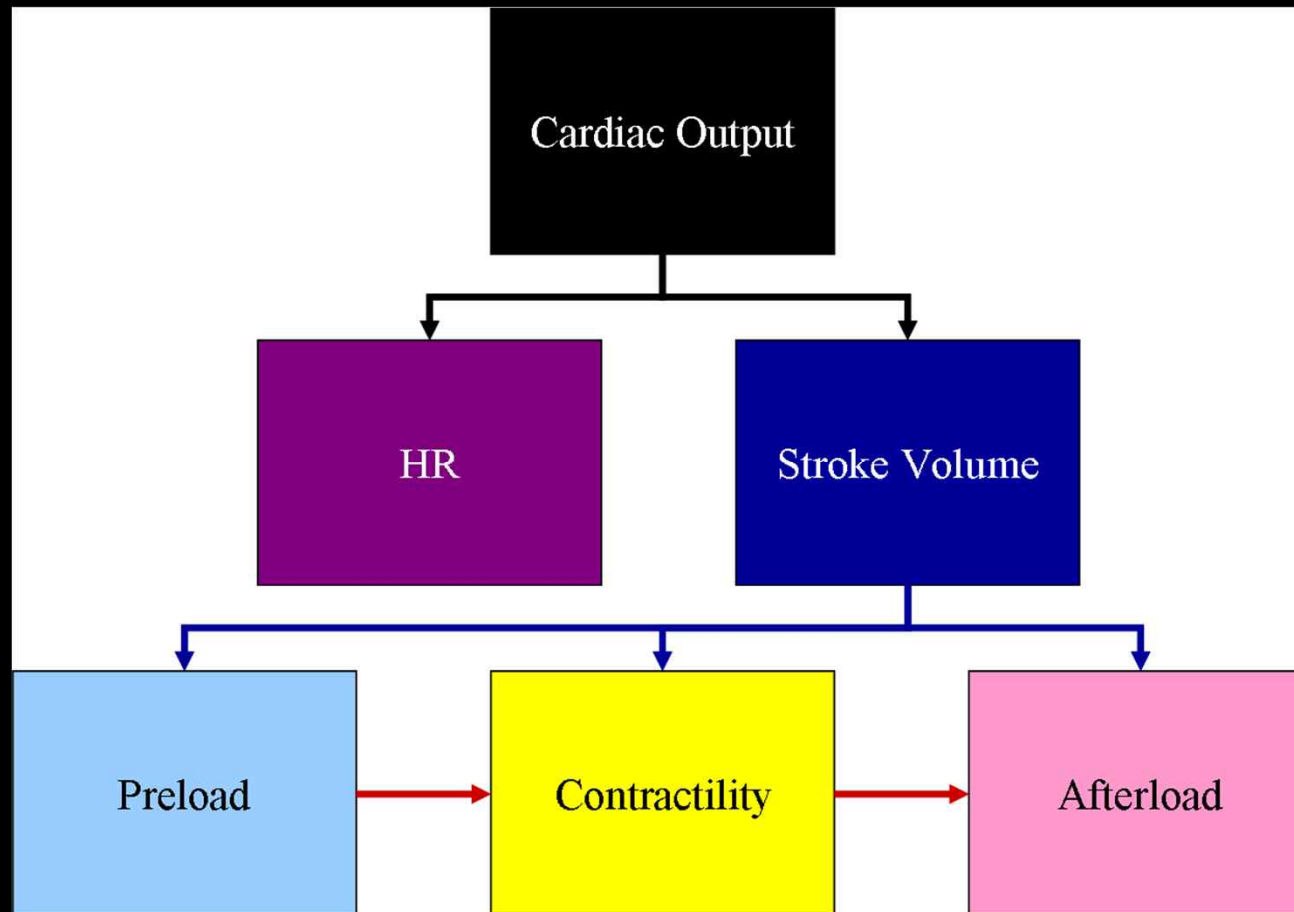 Cardiac Output
HR
Stroke Volume
Preload
Contractility
Afterload